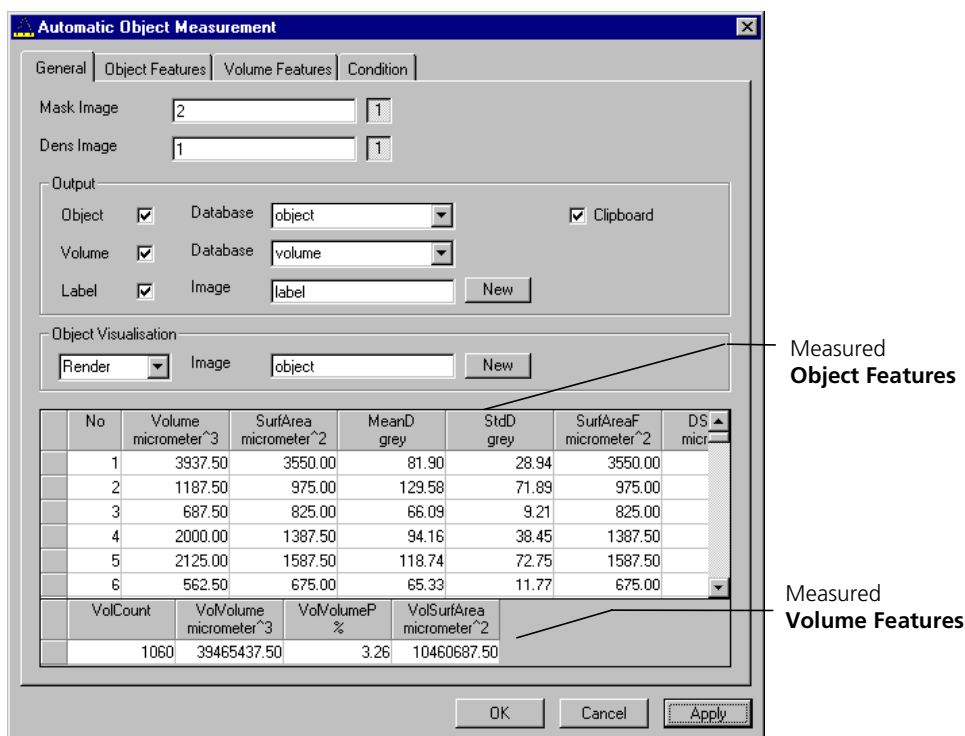 Automatic Object Measurement
General Object Features Volume Features Condition
Mask Image 2 1
Dens Image 1 1
Output
Object Database object Clipboard
Volume Database volume
Label Image label New
Object Visualisation
Render Image object New
Measured
Object Features
No Volume SurfArea MeanD StdD SurfAreaF DS
micrometer^3 micrometer^2 grey grey micrometer^2 micr
1 3937.50 3550.00 81.90 28.94 3550.00
2 1187.50 975.00 129.58 71.89 975.00
3 687.50 825.00 66.09 9.21 825.00
4 2000.00 1387.50 94.16 38.45 1387.50
5 2125.00 1587.50 118.74 72.75 1587.50
6 562.50 675.00 65.33 11.77 675.00
Measured
Volume Features
VolCount VolVolume VolVolumeP VolSurfArea
micrometer^3 % micrometer^2
1060 39465437.50 3.26 10460687.50
OK Cancel Apply